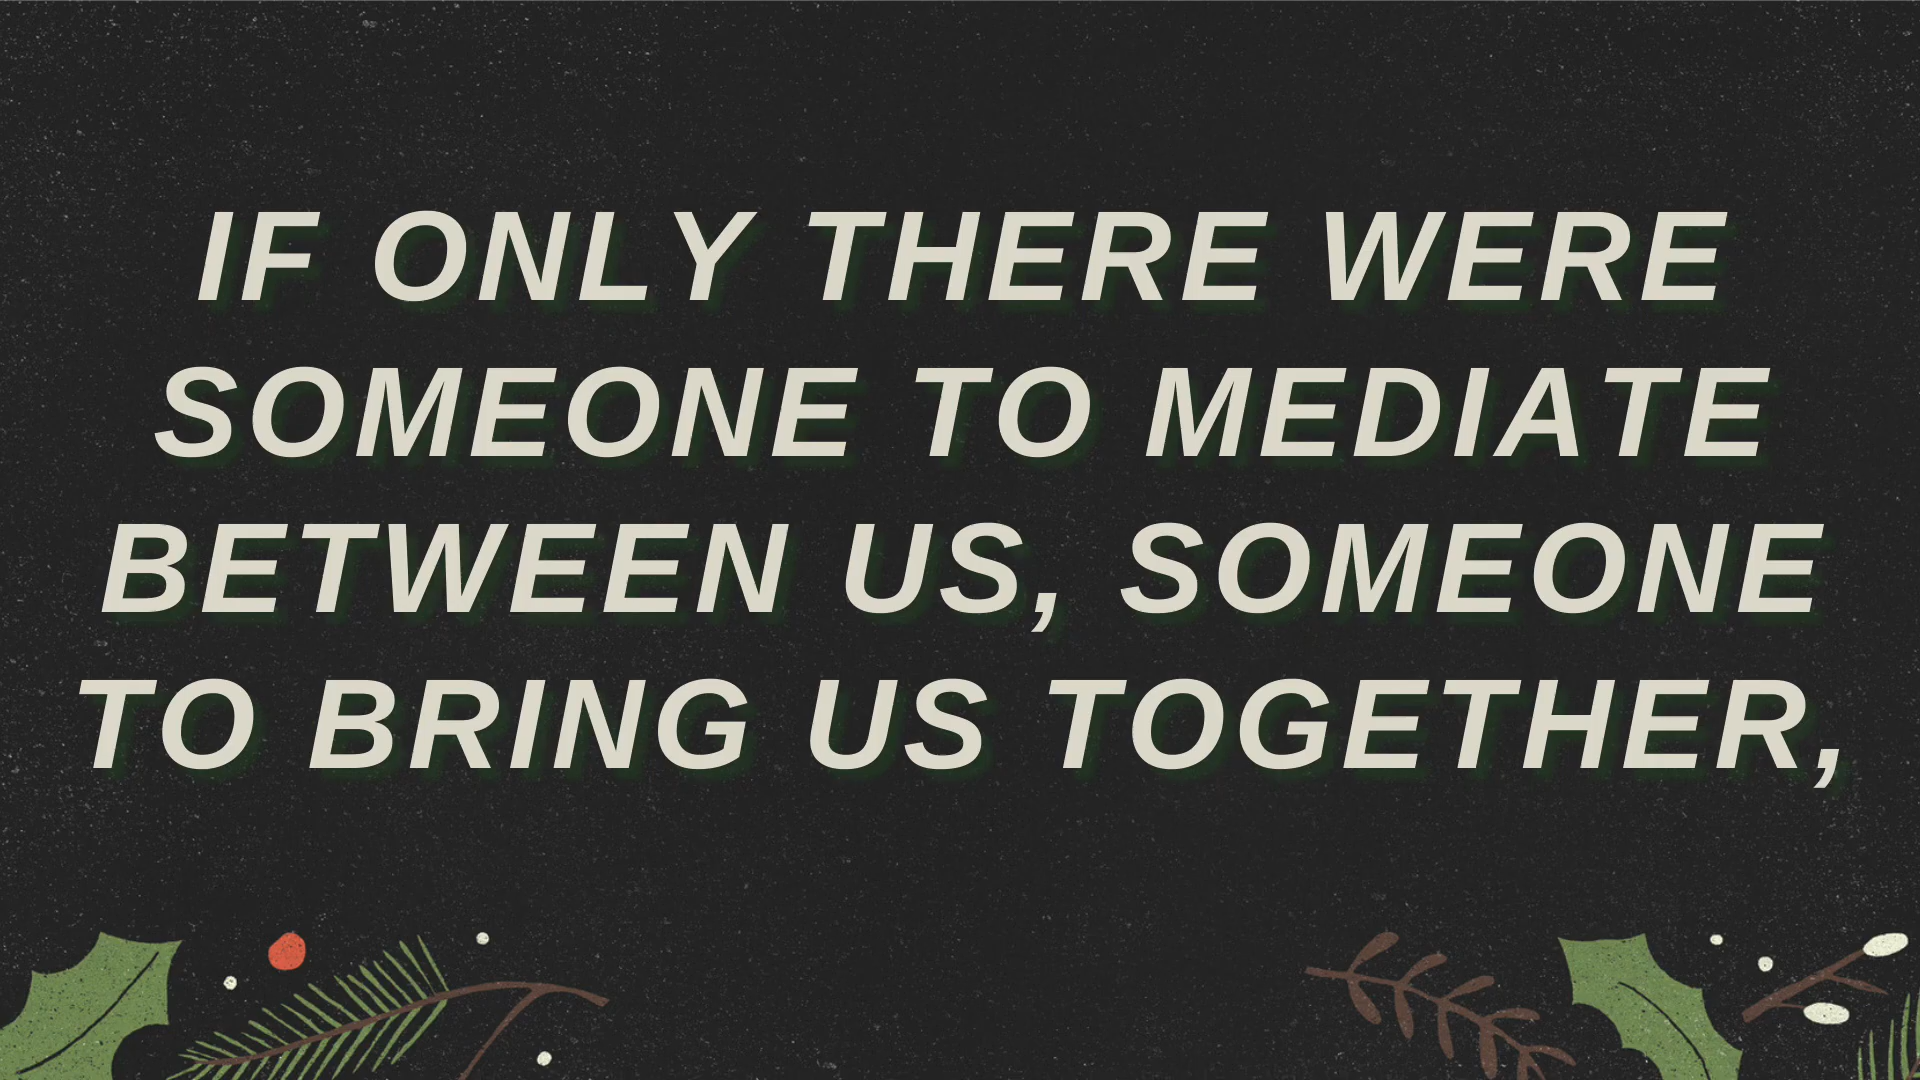 IF ONLY THERE WERE
SOMEONE TO MEDIATE
BETWEEN US, SOMEONE
TO BRING US TOGETHER,